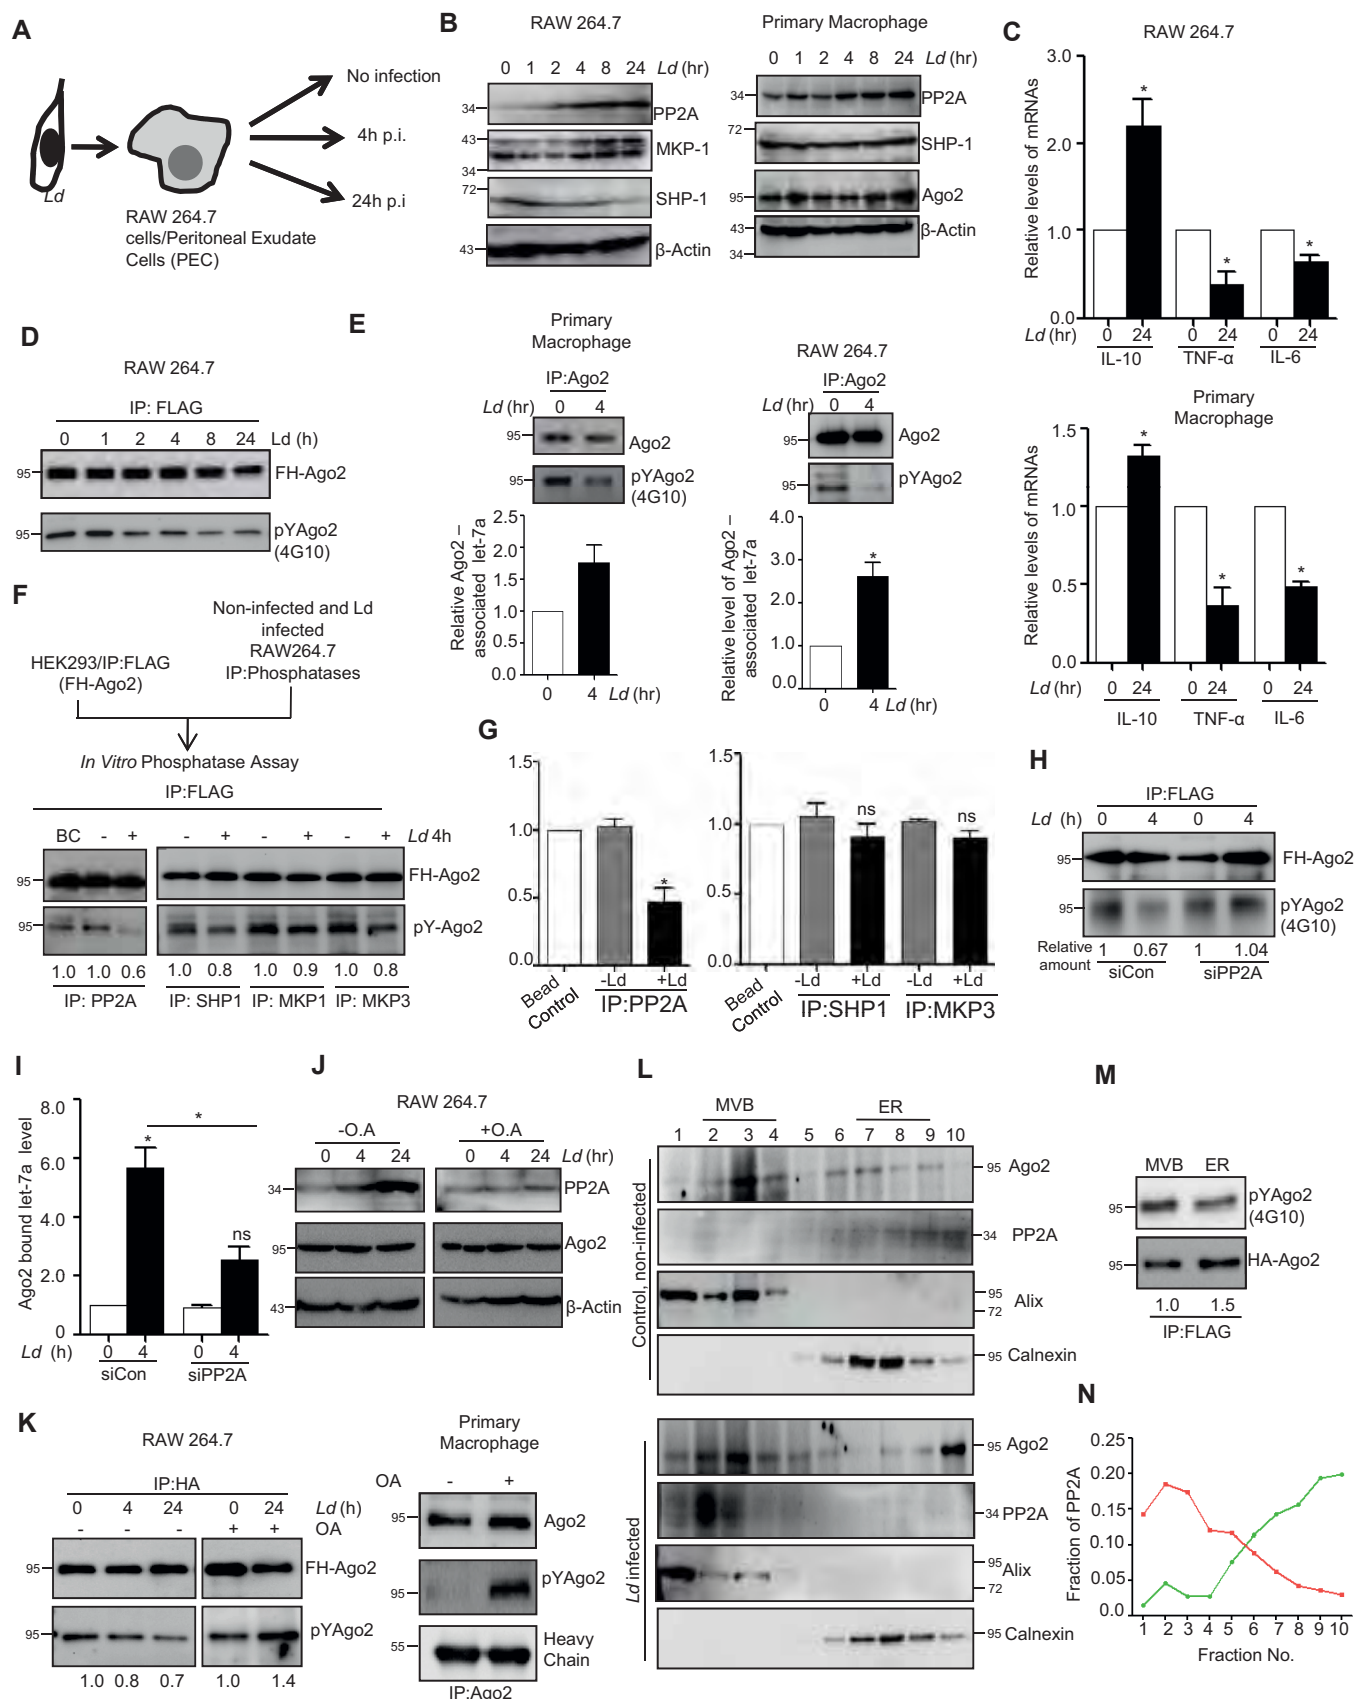 A
Ld
RAW 264.7
cells/Peritoneal Exudate
Cells (PEC)
No infection
4h p.i.
24h p.i
B
RAW 264.7
0 1 2 4 8 24 Ld (hr)
34 PP2A
43 MKP-1
34
72 SHP-1
43 β-Actin
Primary Macrophage
0 1 2 4 8 24 Ld (hr)
34 PP2A
72 SHP-1
95 Ago2
43 β-Actin
34
C
RAW 264.7
Relative levels of mRNAs
3.0
2.0
1.0
0.0
* * *
Ld (hr) 0 24 0 24 0 24
IL-10 TNF-α IL-6
Primary
Macrophage
Relative levels of mRNAs
1.5
1.0
0.5
0.0
* * *
Ld (hr) 0 24 0 24 0 24
IL-10 TNF-α IL-6
D
RAW 264.7
IP: FLAG
0 1 2 4 8 24 Ld (h)
95 FH-Ago2
95 pYAgo2
(4G10)
E
Primary
Macrophage
IP:Ago2
Ld (hr) 0 4
95 Ago2
95 pYAgo2
(4G10)
Relative Ago2 –
associated let-7a
2.5
2.0
1.5
1.0
0.5
0.0
0 4 Ld (hr)
RAW 264.7
IP:Ago2
Ld (hr) 0 4
95 Ago2
95 pYAgo2
Relative level of Ago2 –
associated let-7a
4.0
3.0
2.0
1.0
0.0
*
0 4 Ld (hr)
F
HEK293/IP:FLAG
(FH-Ago2)
Non-infected and Ld
infected
RAW264.7
IP:Phosphatases
In Vitro Phosphatase Assay
IP:FLAG
BC - + - + - + - + Ld 4h
95 FH-Ago2
95 pY-Ago2
1.0 1.0 0.6 1.0 0.8 1.0 0.9 1.0 0.8
IP: PP2A IP: SHP1 IP: MKP1 IP: MKP3
G
1.5
1.0
0.5
0.0
*
Bead
Control
-Ld +Ld
IP:PP2A
1.5
1.0
0.5
0.0
ns ns
Bead
Control
-Ld +Ld -Ld +Ld
IP:SHP1 IP:MKP3
H
IP:FLAG
Ld (h) 0 4 0 4
95 FH-Ago2
95 pYAgo2
(4G10)
Relative
amount 1 0.67 1 1.04
siCon siPP2A
I
Ago2 bound let-7a level
8.0
6.0
4.0
2.0
0
* * ns
Ld (h) 0 4 0 4
siCon siPP2A
J
RAW 264.7
-O.A +O.A
0 4 24 0 4 24 Ld (hr)
34 PP2A
95 Ago2
43 β-Actin
K
RAW 264.7
IP:HA
0 4 24 0 24 Ld (h)
- - - + + OA
95 FH-Ago2
95 pYAgo2
1.0 0.8 0.7 1.0 1.4
Primary
Macrophage
OA - +
95 Ago2
95 pYAgo2
55 Heavy
Chain
IP:Ago2
L
MVB ER
1 2 3 4 5 6 7 8 9 10
Control, non-infected
95 Ago2
34 PP2A
95 Alix
72
95 Calnexin
Ld infected
95 Ago2
34 PP2A
95 Alix
72
95 Calnexin
M
MVB ER
95 pYAgo2
(4G10)
95 HA-Ago2
1.0 1.5
IP:FLAG
N
Fraction of PP2A
0.25
0.20
0.15
0.10
0.05
0.00
1 2 3 4 5 6 7 8 9 10
Fraction No.